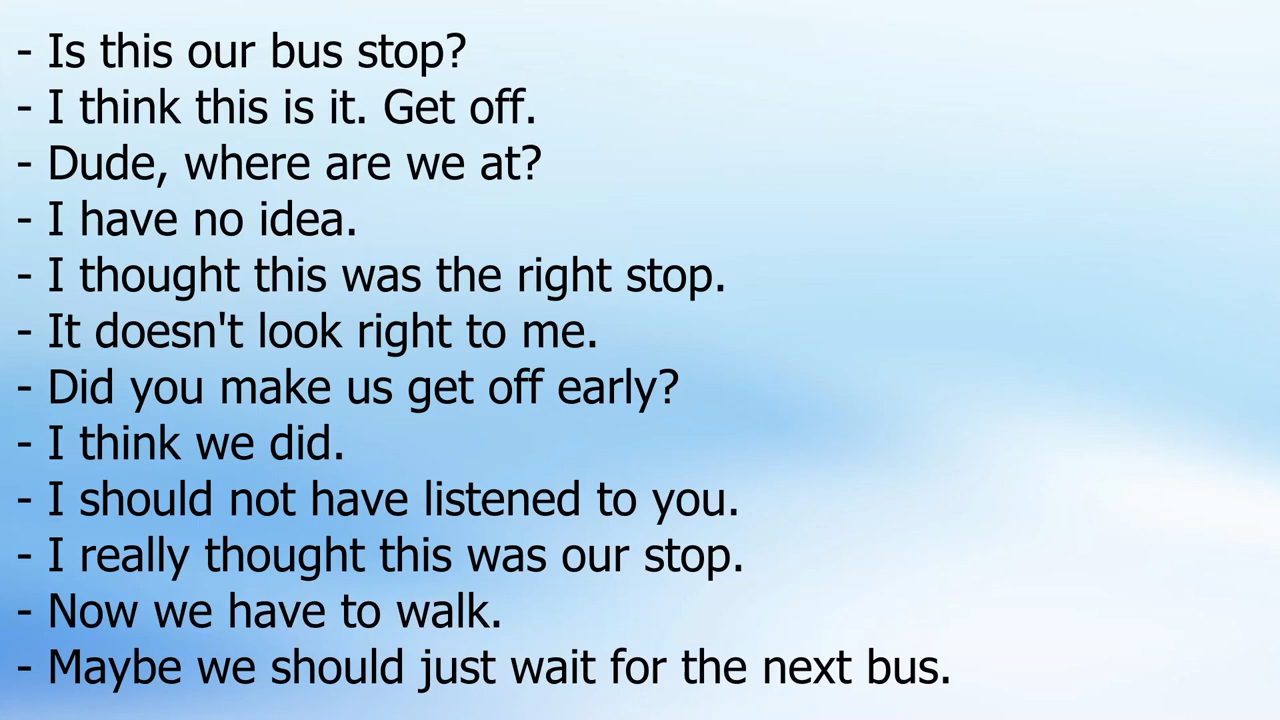 - Is this our bus stop?
- I think this is it. Get off.
- Dude, where are we at?
- I have no idea.
- I thought this was the right stop.
- It doesn't look right to me.
- Did you make us get off early?
- I think we did.
- I should not have listened to you.
- I really thought this was our stop.
- Now we have to walk.
- Maybe we should just wait for the next bus.